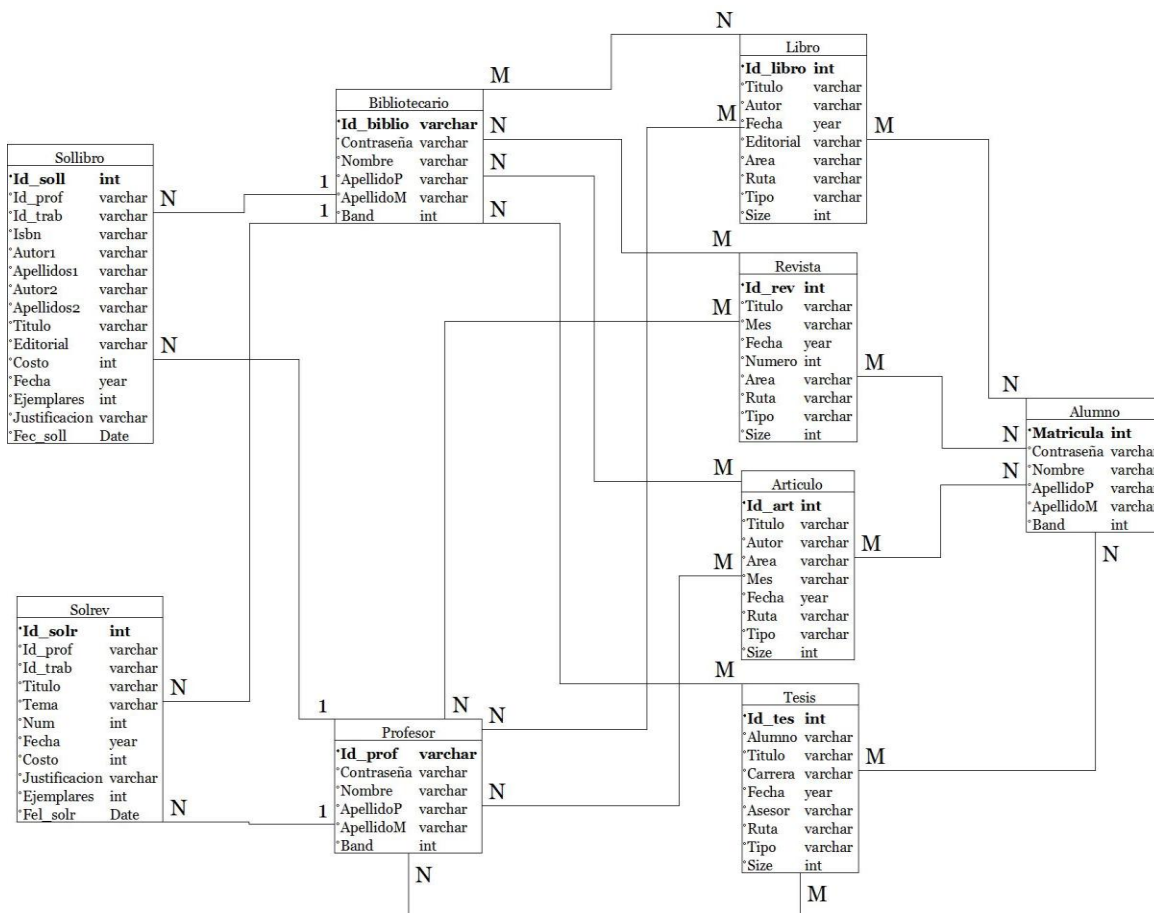 Sollibro
°Id_soll int
°Id_prof varchar
°Id_trab varchar
°Isbn varchar
°Autor1 varchar
°Apellidos1 varchar
°Autor2 varchar
°Apellidos2 varchar
°Titulo varchar
°Editorial varchar
°Costo int
°Fecha year
°Ejemplares int
°Justificacion varchar
°Fec_soll Date
N
N
Solrev
°Id_solr int
°Id_prof varchar
°Id_trab varchar
°Titulo varchar
°Tema varchar
°Num int
°Fecha year
°Costo int
°Justificacion varchar
°Ejemplares int
°Fel_solr Date
N
N
M
Bibliotecario
°Id_biblio varchar
°Contraseña varchar
°Nombre varchar
°ApellidoP varchar
°ApellidoM varchar
°Band int
1
1
N
N
N
1
N
N
Profesor
°Id_prof varchar
°Contraseña varchar
°Nombre varchar
°ApellidoP varchar
°ApellidoM varchar
°Band int
1
N
N
N
Libro
°Id_libro int
°Titulo varchar
°Autor varchar
°Fecha year
°Editorial varchar
°Area varchar
°Ruta varchar
°Tipo varchar
°Size int
M
M
M
Revista
°Id_rev int
°Titulo varchar
°Mes varchar
°Fecha year
°Numero int
°Area varchar
°Ruta varchar
°Tipo varchar
°Size int
M
M
M
Articulo
°Id_art int
°Titulo varchar
°Autor varchar
°Area varchar
°Mes varchar
°Fecha year
°Ruta varchar
°Tipo varchar
°Size int
M
M
M
Tesis
°Id_tes int
°Alumno varchar
°Titulo varchar
°Carrera varchar
°Fecha year
°Asesor varchar
°Ruta varchar
°Tipo varchar
°Size int
M
M
N
Alumno
°Matricula int
°Contraseña varchar
°Nombre varchar
°ApellidoP varchar
°ApellidoM varchar
°Band int
N
N
N